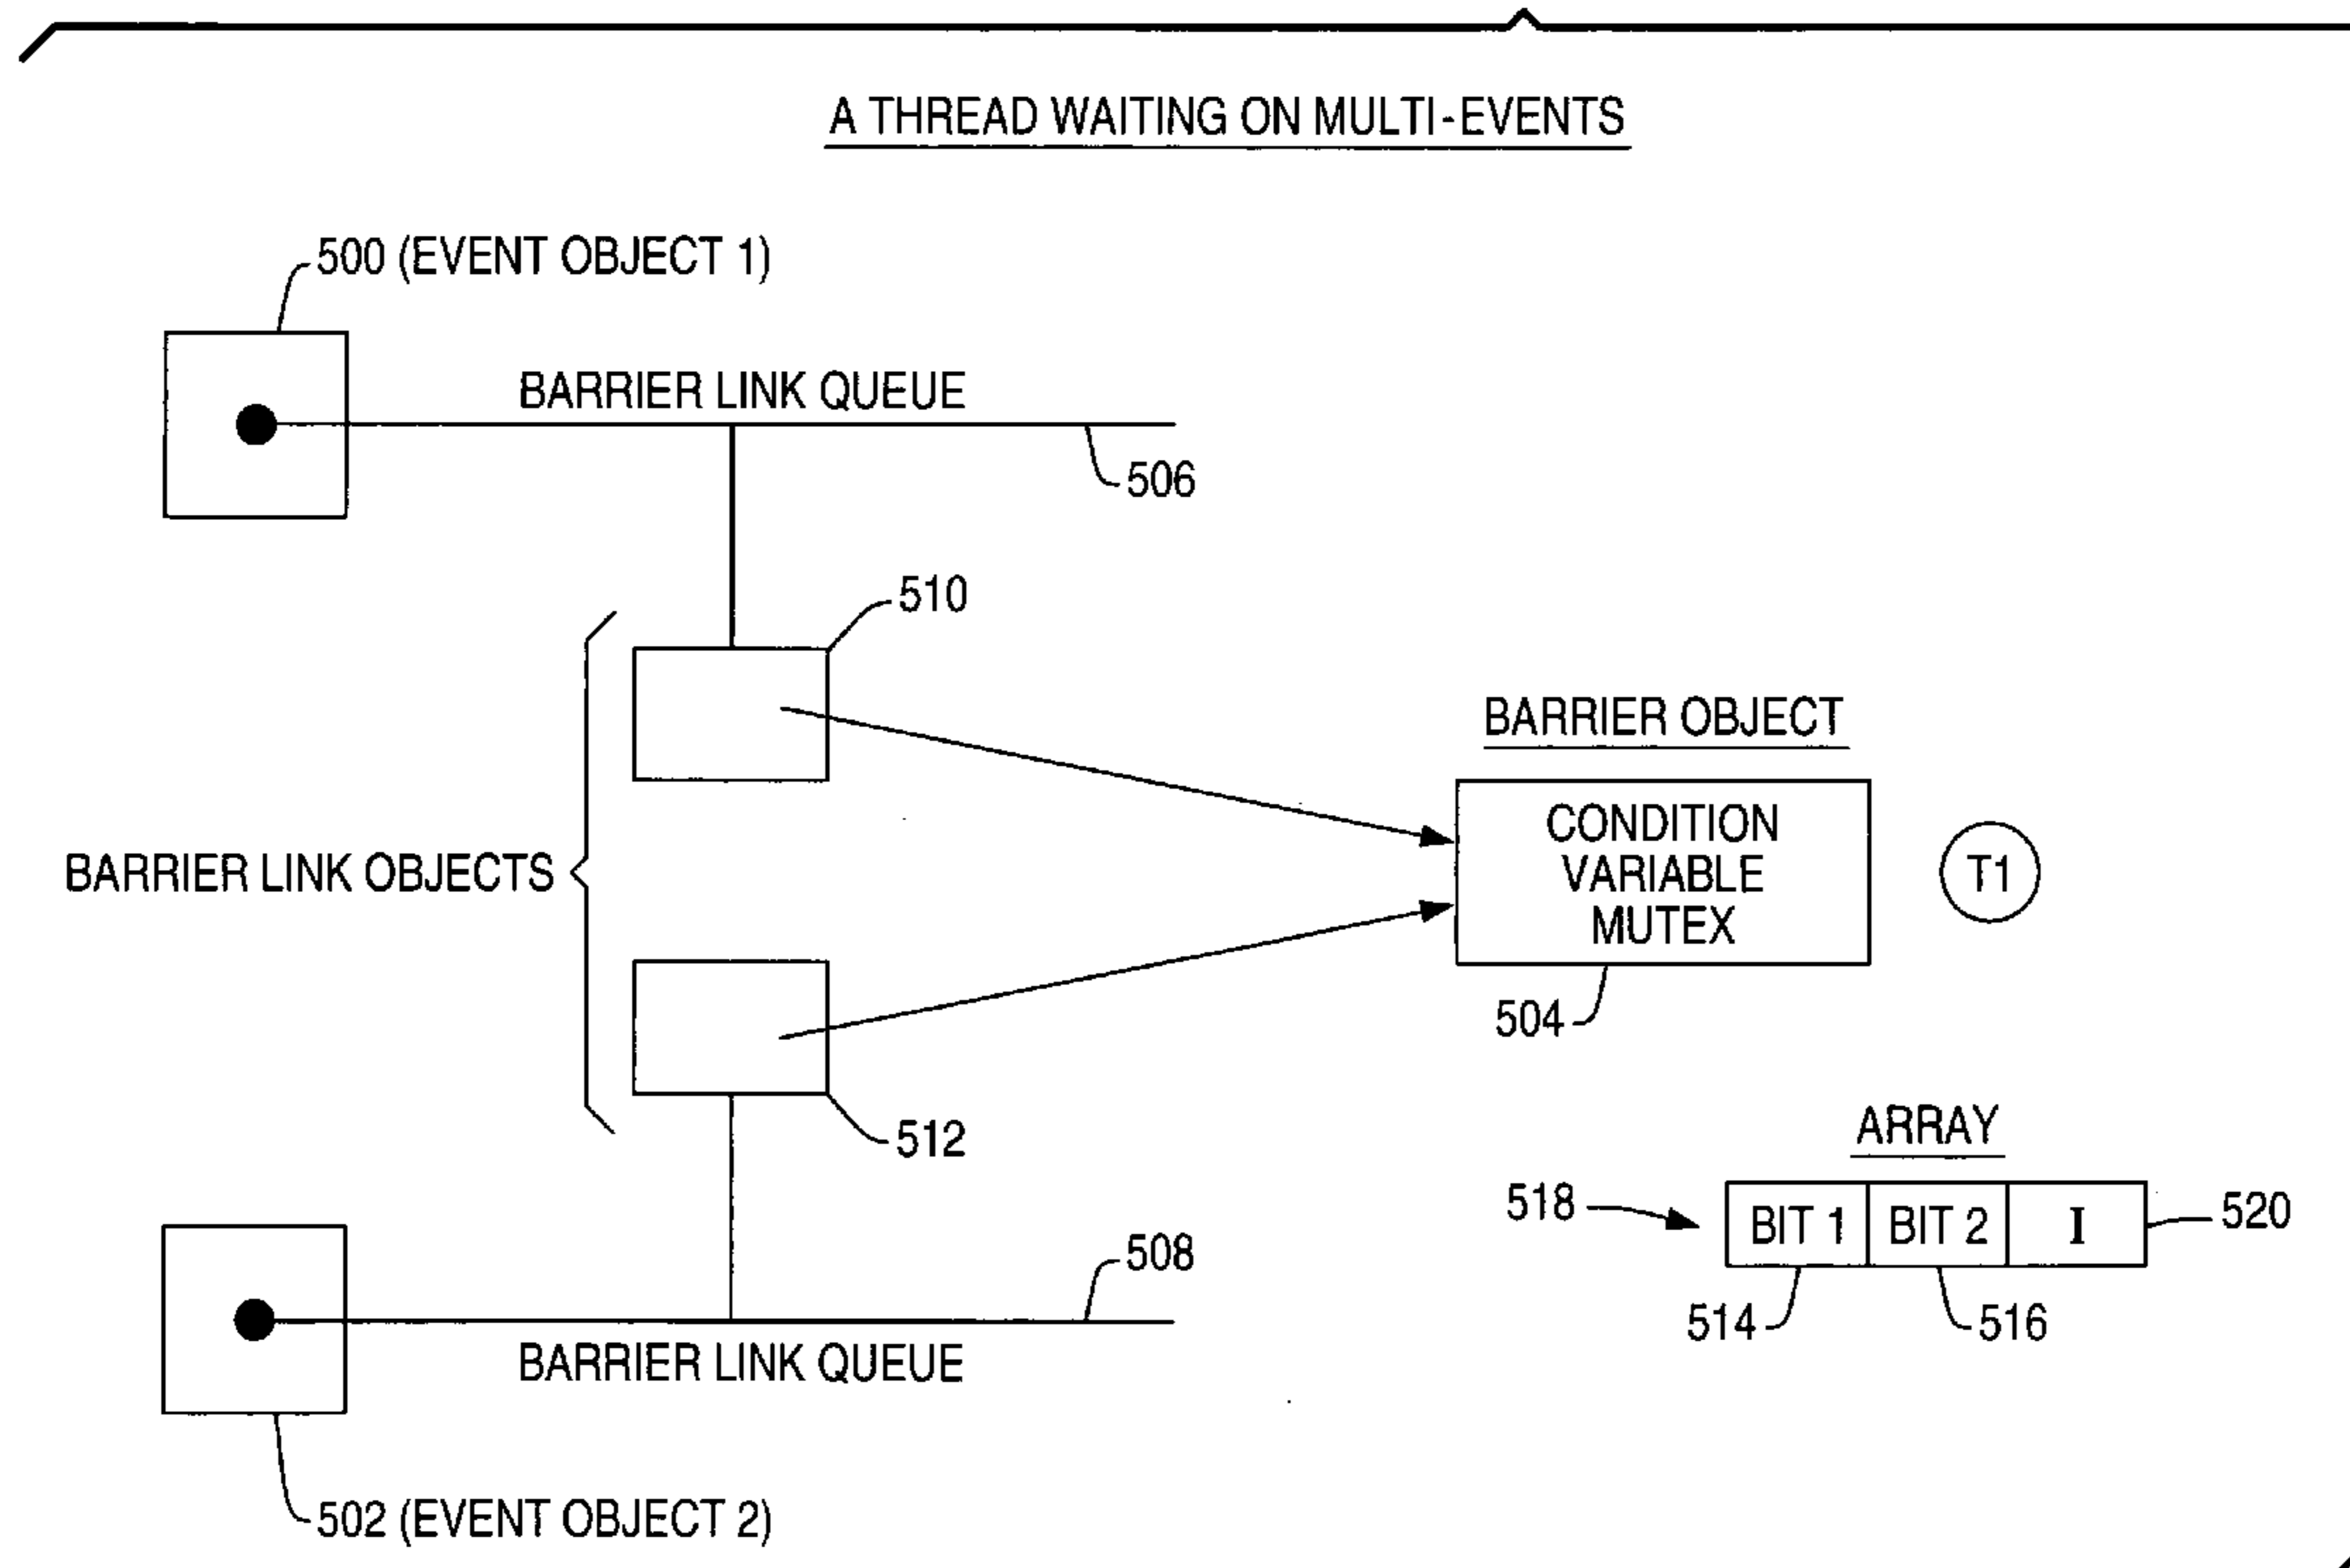 A THREAD WAITING ON MULTI-EVENTS
500 (EVENT OBJECT 1)
BARRIER LINK QUEUE
506
510
BARRIER OBJECT
CONDITION
VARIABLE
MUTEX
T1
BARRIER LINK OBJECTS
504
512
ARRAY
518
BIT 1 BIT 2 I
520
514
516
508
BARRIER LINK QUEUE
502 (EVENT OBJECT 2)